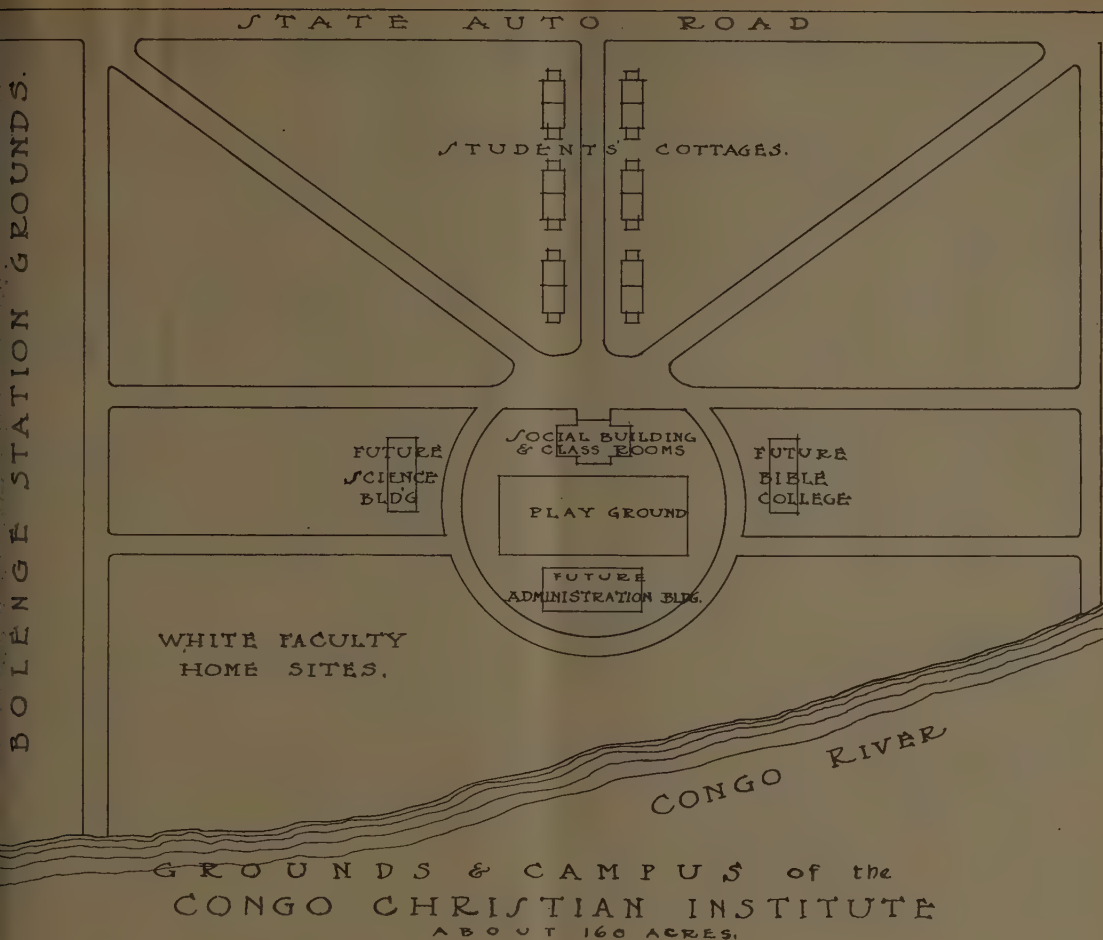 STATE AUTO ROAD
BOLENGE STATION GROUNDS.
STUDENTS' COTTAGES.
SOCIAL BUILDING
& CLASS ROOMS
FUTURE
SCIENCE
BLD'G
FUTURE
BIBLE
COLLEGE
PLAY GROUND
FUTURE
ADMINISTRATION BLDG.
WHITE FACULTY
HOME SITES.
CONGO RIVER
GROUNDS & CAMPUS of the
CONGO CHRISTIAN INSTITUTE
ABOUT 160 ACRES.